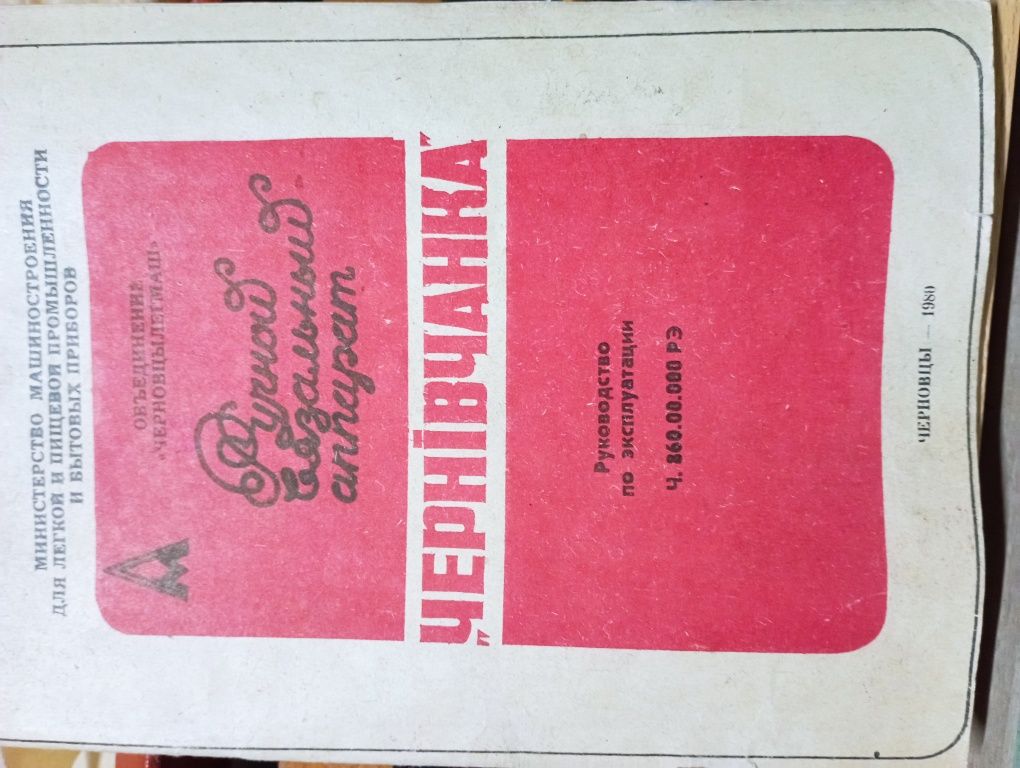 МИНИСТЕРСТВО МАШИНОСТРОЕНИЯ
ДЛЯ ЛЕГКОЙ И ПИЩЕВОЙ ПРОМЫШЛЕННОСТИ
И БЫТОВЫХ ПРИБОРОВ
ОБЪЕДИНЕНИЕ
«ЧЕРНОВЦЫЛЕГМАШ»
Ручной
вязальный
аппарат
„ЧЕРНІВЧАНКА"
Руководство
по эксплуатации
Ч. 860.00.000 РЭ
ЧЕРНОВЦЫ — 1980